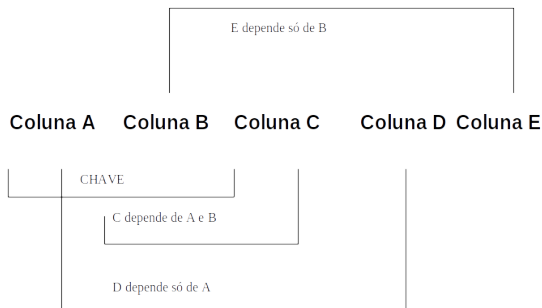 E depende só de B
Coluna A Coluna B Coluna C Coluna D Coluna E
CHAVE
C depende de A e B
D depende só de A